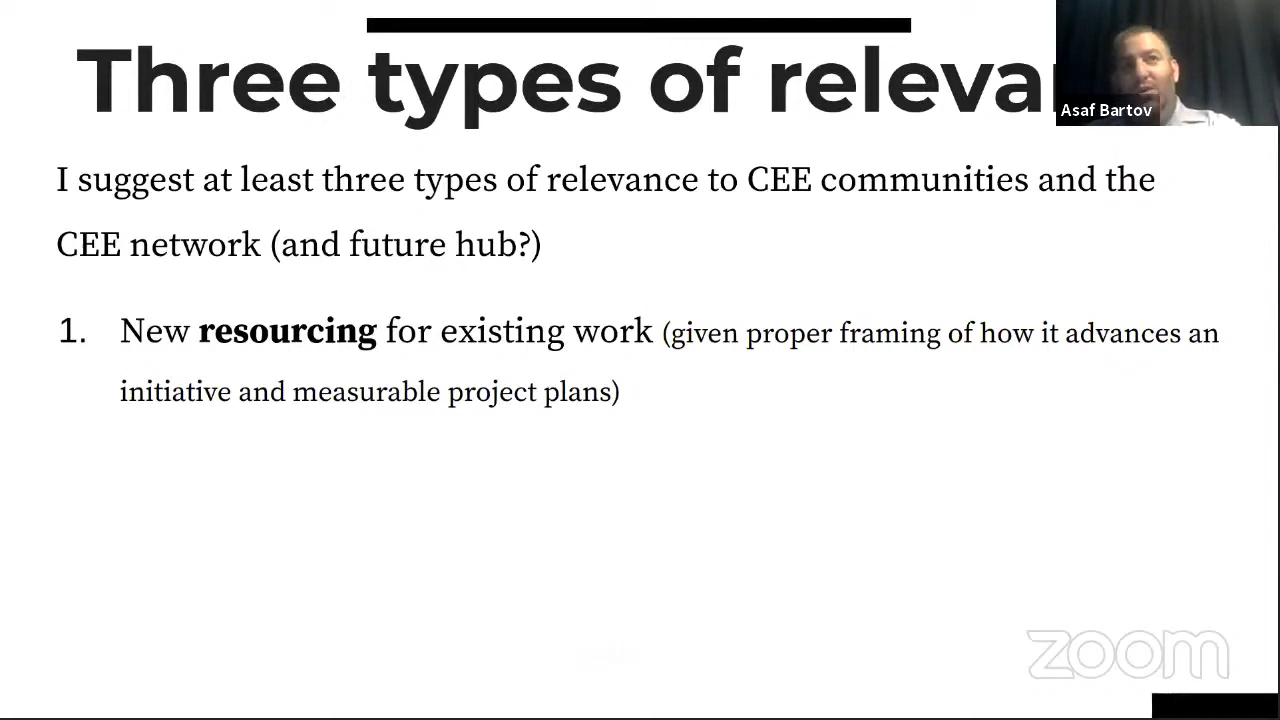 Three types of releva
Asaf Bartov
I suggest at least three types of relevance to CEE communities and the
CEE network (and future hub?)
1. New resourcing for existing work (given proper framing of how it advances an
initiative and measurable project plans)
zoom